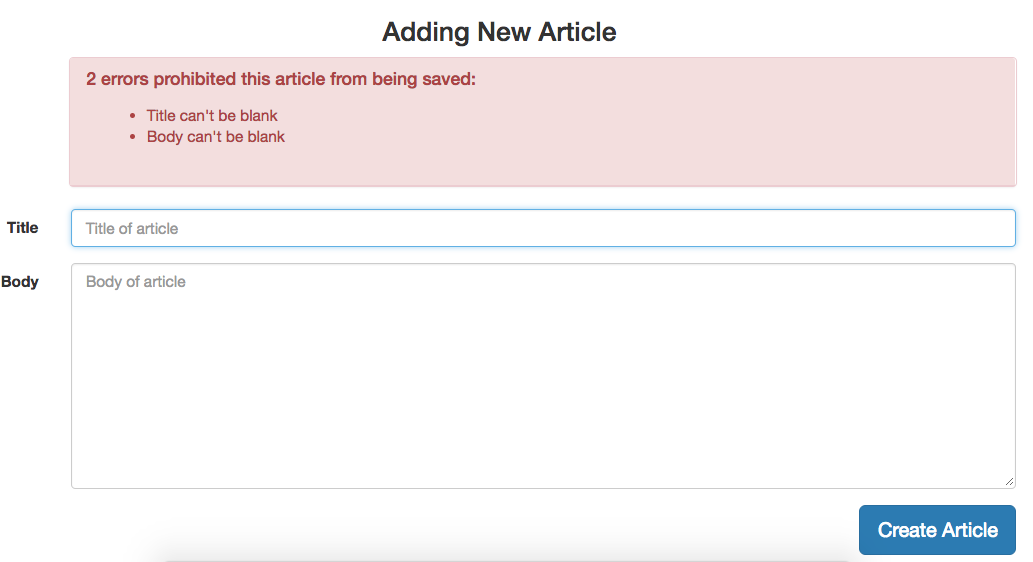 Adding New Article
2 errors prohibited this article from being saved:
Title can't be blank
Body can't be blank
Title
Title of article
Body
Body of article
Create Article